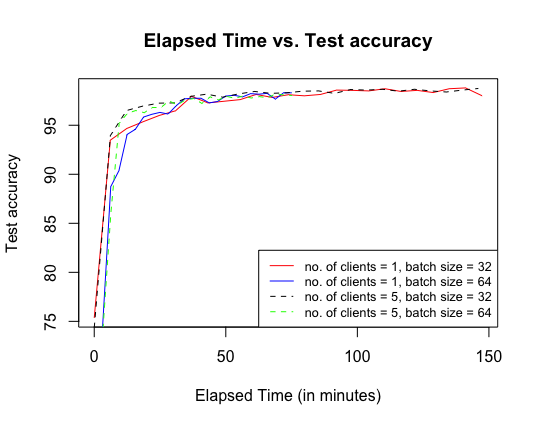 Elapsed Time vs. Test accuracy
Test accuracy
95
90
85
80
75
no. of clients = 1, batch size = 32
no. of clients = 1, batch size = 64
no. of clients = 5, batch size = 32
no. of clients = 5, batch size = 64
0 50 100 150
Elapsed Time (in minutes)